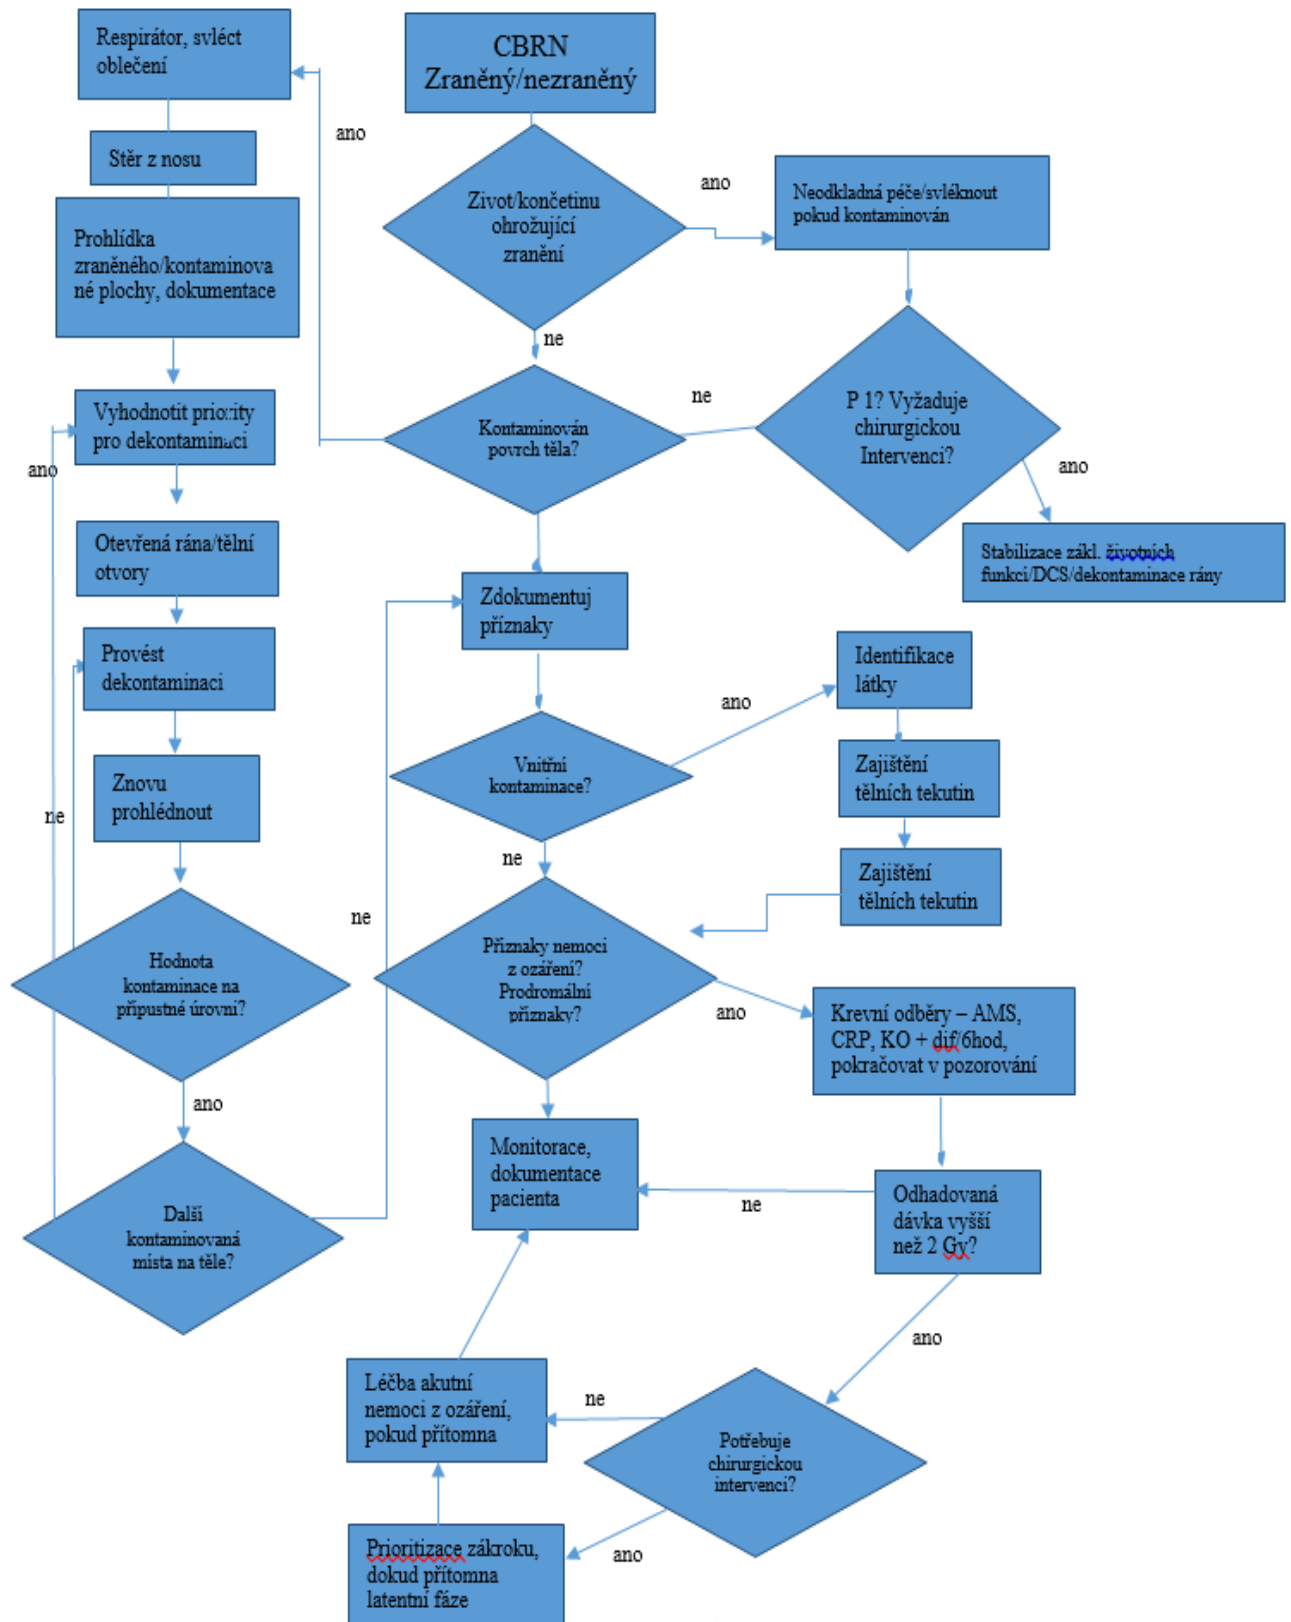 Respirátor, svléct
oblečení
CBRN
Zraněný/nezraněný
ano
Stěr z nosu
Zivot/končetinu
ohrožující
zranění
ano
Neodkladná péče/svléknout
pokud kontaminován
Prohlídka
zraněného/kontaminova
né plochy, dokumentace
ne
Vyhodnotit priority
pro dekontaminaci
ano
Kontaminován
povrch těla?
ne
P 1? Vyžaduje
chirurgickou
Intervenci?
ano
Stabilizace zákl. životních
funkcí/DCS/dekontaminace rány
Otevřená rána/tělní
otvory
Zdokumentuj
příznaky
Provést
dekontaminaci
Identifikace
látky
ano
Vnitřní
kontaminace?
Zajištění
tělních tekutin
Znovu
prohlédnout
ne
ne
Zajištění
tělních tekutin
ne
Hodnota
kontaminace na
přípustné úrovni?
Příznaky nemoci
z ozáření?
Prodromální
příznaky?
ano
Krevní odběry – AMS,
CRP, KO + dif/6hod,
pokračovat v pozorování
ano
Monitorace,
dokumentace
pacienta
ne
Odhadovaná
dávka vyšší
než 2 Gy?
Další
kontaminovaná
místa na těle?
ano
Léčba akutní
nemoci z ozáření,
pokud přítomna
ne
Potřebuje
chirurgickou
intervenci?
Prioritizace zákroku,
dokud přítomna
latentní fáze
ano